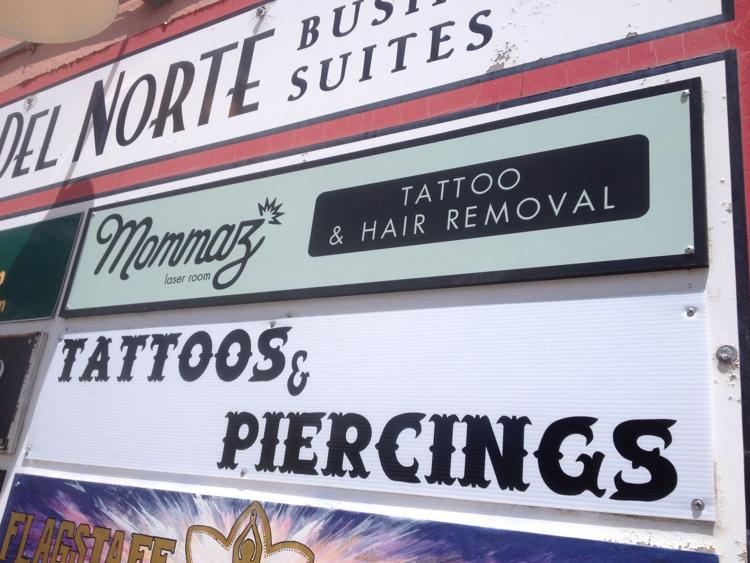 DEL NORTE
SUITES
Mommaz
laser room
TATTOO
& HAIR REMOVAL
TATTOOS &
PIERCINGS
FLAGSTAFF